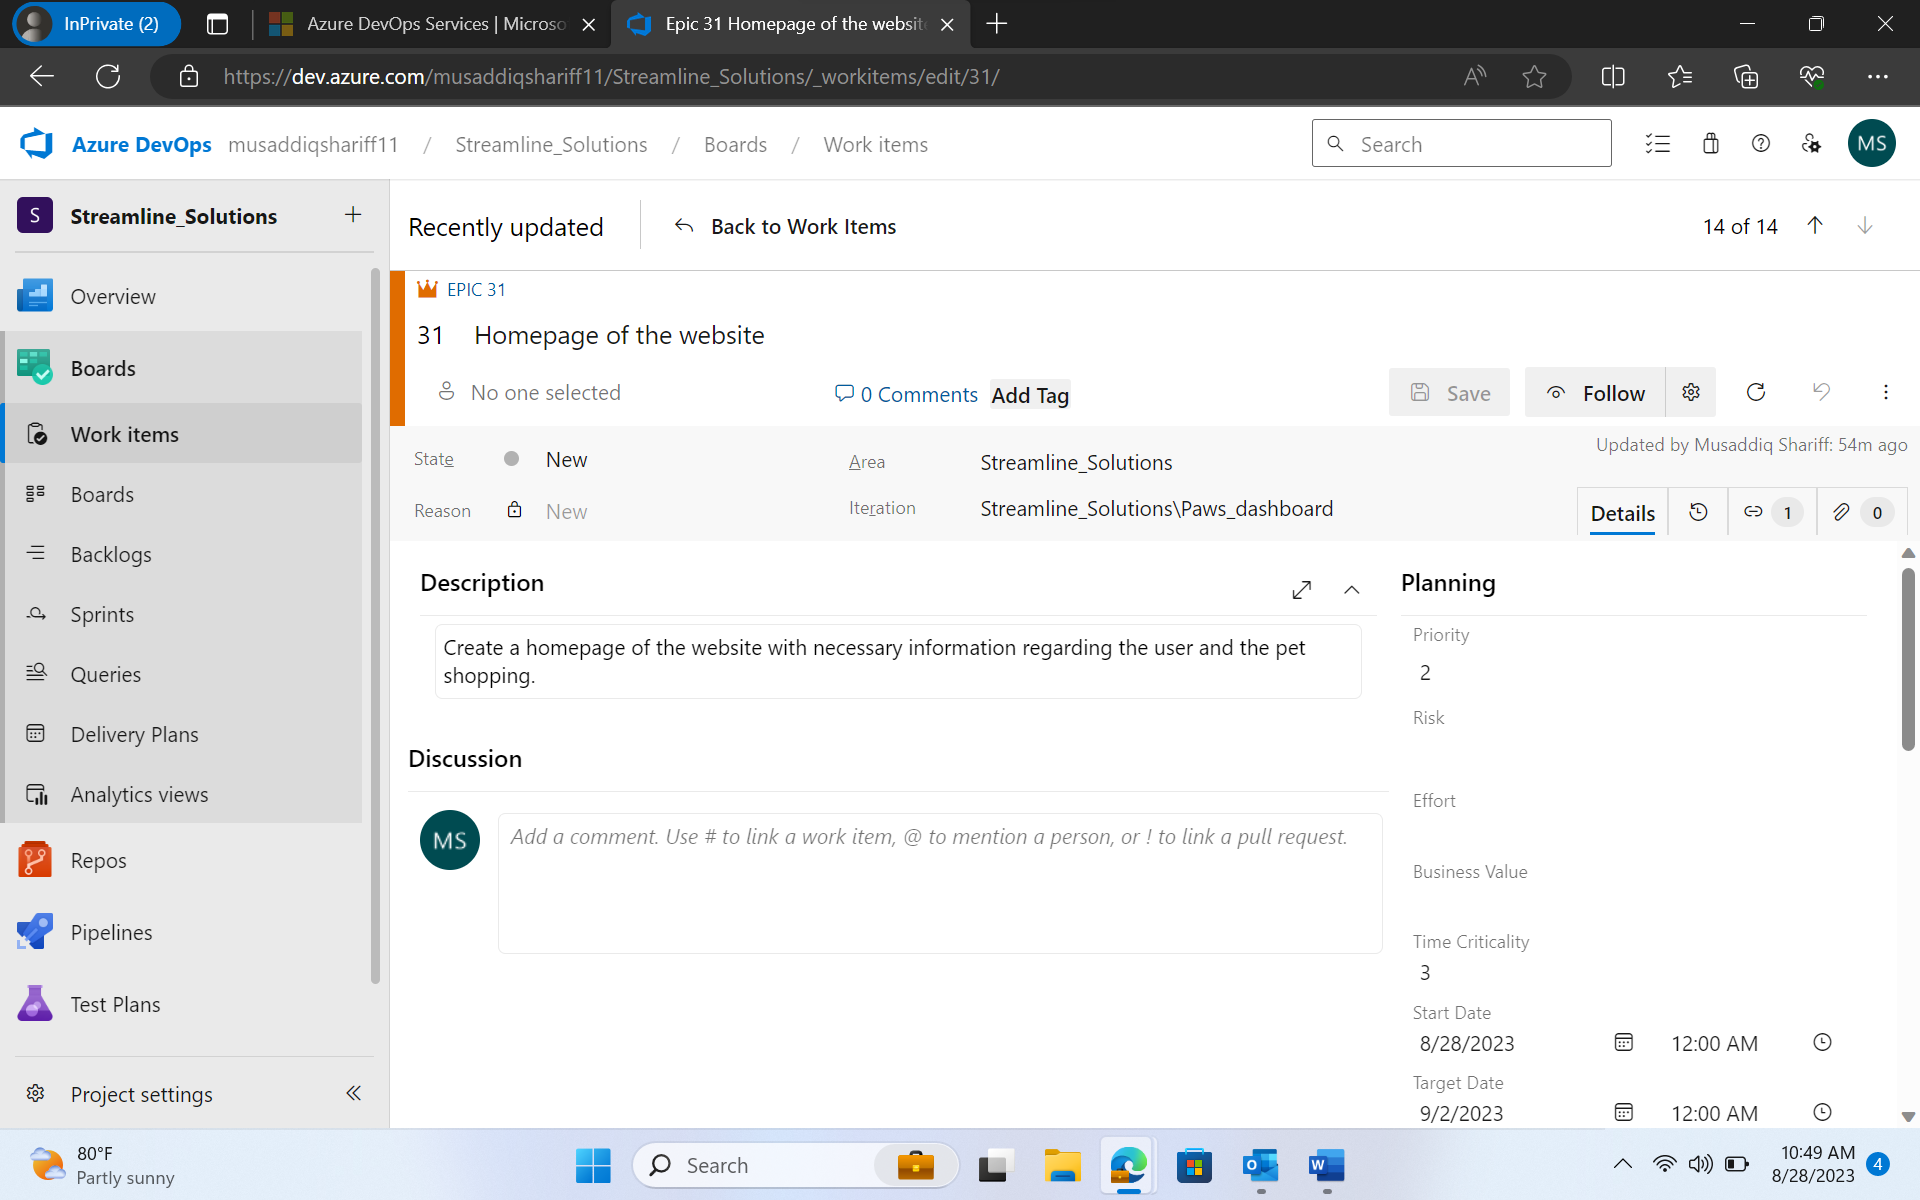 InPrivate (2)
Azure DevOps Services | Microso
Epic 31 Homepage of the website
https://dev.azure.com/musaddiqshariff11/Streamline_Solutions/_workitems/edit/31/
Azure DevOps musaddiqshariff11 / Streamline_Solutions / Boards / Work items
Search
MS
S Streamline_Solutions
Recently updated
Back to Work Items
14 of 14
Overview
Boards
Work items
Boards
Backlogs
Sprints
Queries
Delivery Plans
Analytics views
Repos
Pipelines
Test Plans
Project settings
EPIC 31
31 Homepage of the website
No one selected
0 Comments
Add Tag
Save
Follow
State New
Area Streamline_Solutions
Updated by Musaddiq Shariff: 54m ago
Reason New
Iteration Streamline_Solutions\Paws_dashboard
Details
1
0
Description
Create a homepage of the website with necessary information regarding the user and the pet
shopping.
Discussion
MS
Add a comment. Use # to link a work item, @ to mention a person, or ! to link a pull request.
Planning
Priority
2
Risk
Effort
Business Value
Time Criticality
3
Start Date
8/28/2023 12:00 AM
Target Date
9/2/2023 12:00 AM
80°F
Partly sunny
Search
10:49 AM
8/28/2023
4